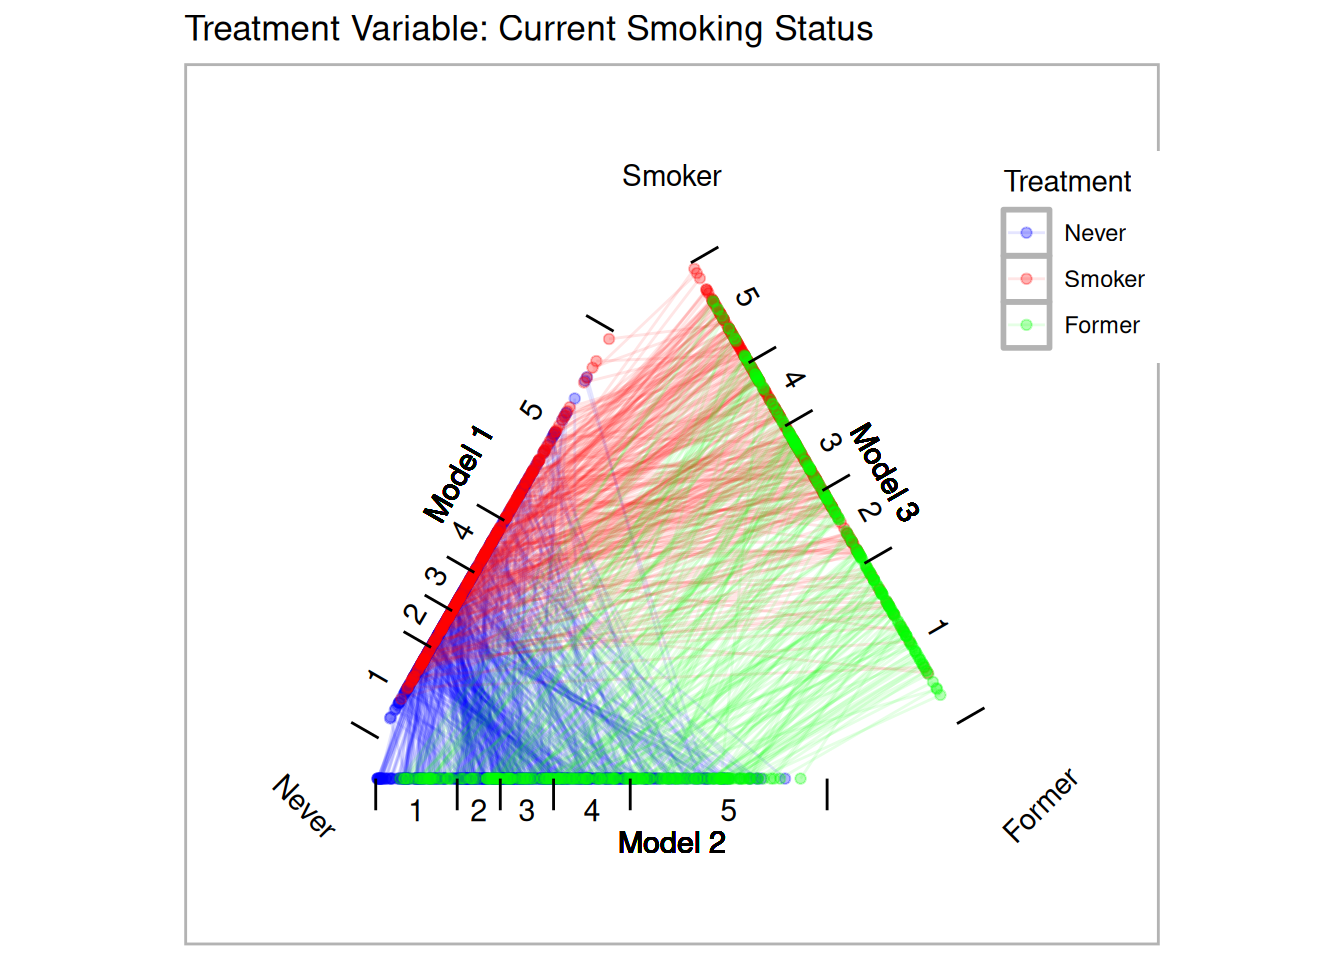 Treatment Variable: Current Smoking Status
Smoker
Treatment
Never
Smoker
Former
Model 1
5
4
3
2
1
5
4
3
2
1
Model 3
Never
1 2 3 4 5
Model 2
Former